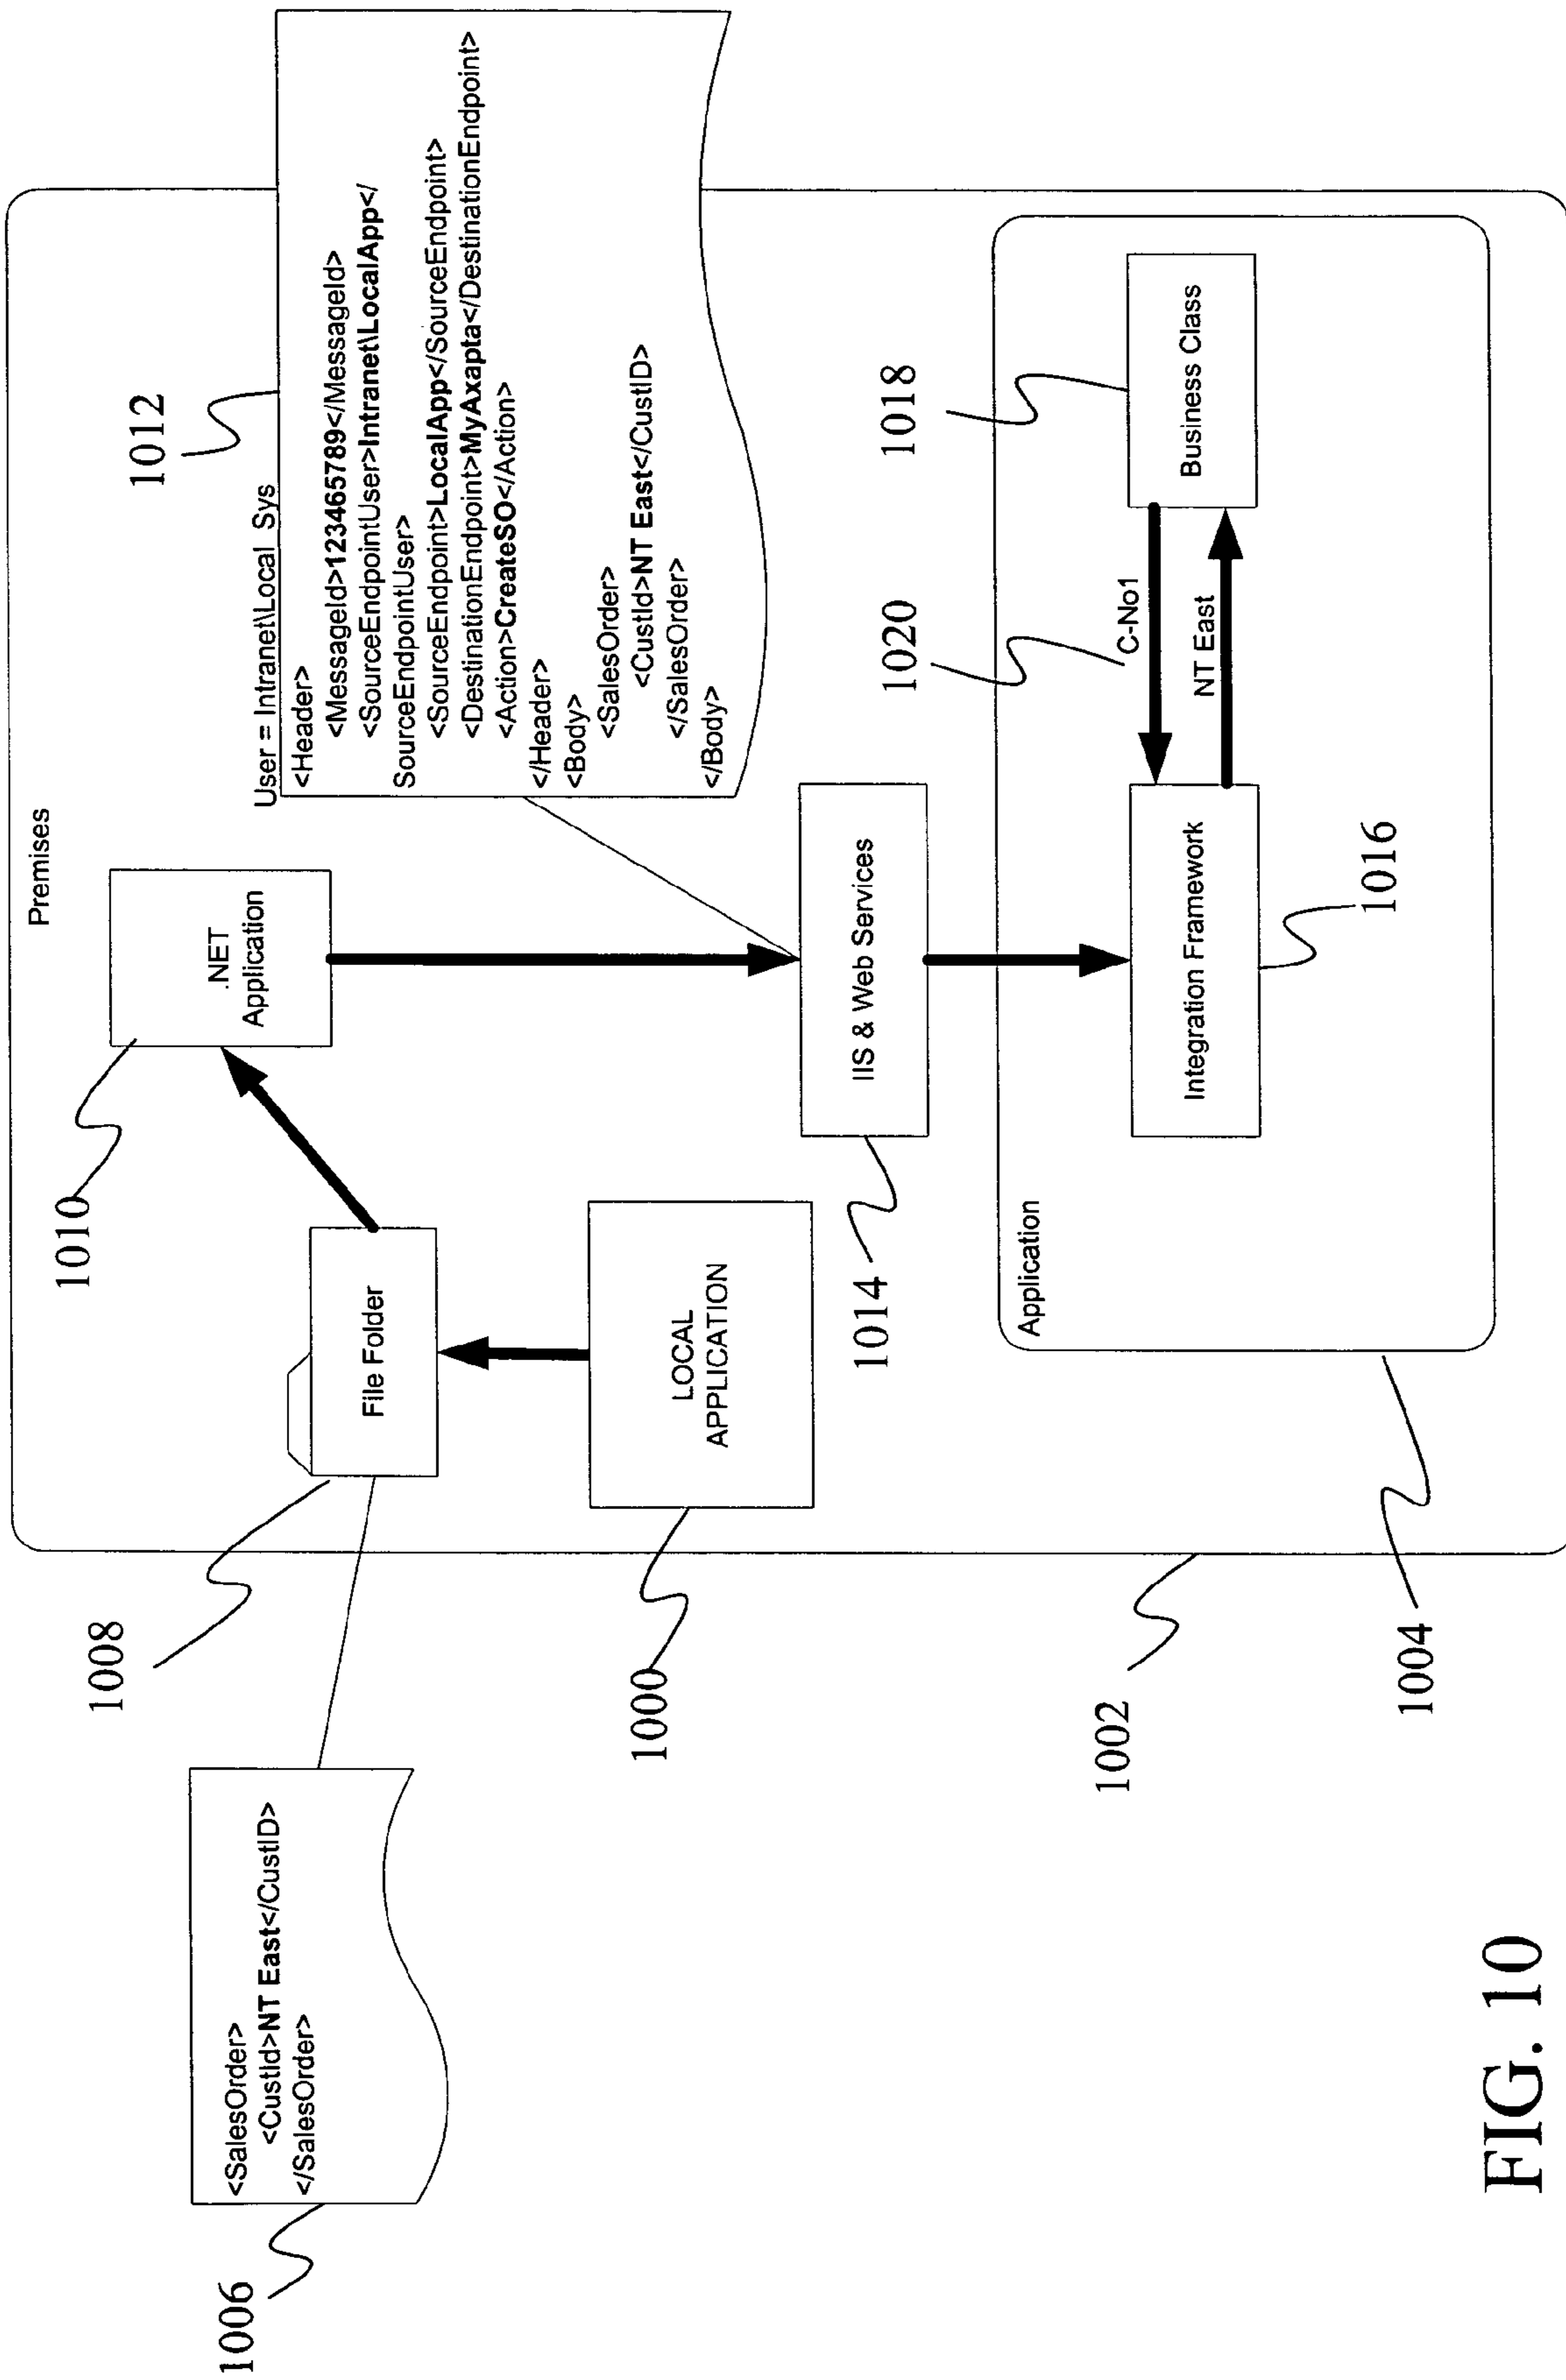 Premises
1010
.NET
Application
1012
User = Intranet\Local Sys
<Header>
<MessageId>123465789</MessageId>
<SourceEndpointUser>Intranet\LocalApp</
SourceEndpointUser>
<SourceEndpoint>LocalApp</SourceEndpoint>
<DestinationEndpoint>MyAxapta</DestinationEndpoint>
<Action>CreateSO</Action>
</Header>
<Body>
<SalesOrder>
<CustId>NT East</CustID>
</SalesOrder>
</Body>
1008
File Folder
1006
<SalesOrder>
<CustId>NT East</CustID>
</SalesOrder>
1000
LOCAL
APPLICATION
1014
IIS & Web Services
1002
1004
Application
Integration Framework
1016
1020
C-No1
NT East
1018
Business Class
FIG. 10